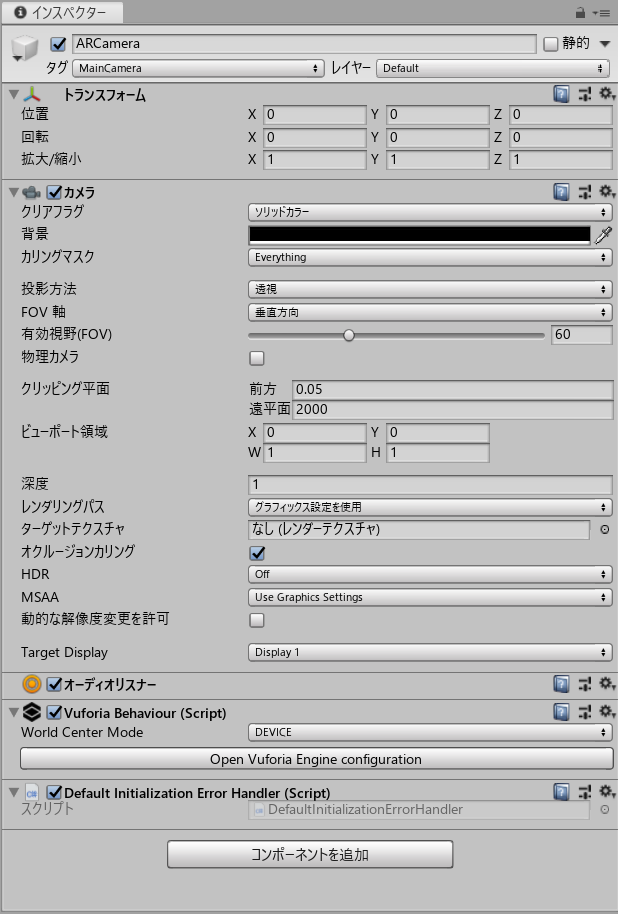 インスペクター
ARCamera 静的
タグ MainCamera レイヤー Default
トランスフォーム
位置 X 0 Y 0 Z 0
回転 X 0 Y 0 Z 0
拡大/縮小 X 1 Y 1 Z 1
カメラ
クリアフラグ ソリッドカラー
背景
カリングマスク Everything
投影方法 透視
FOV 軸 垂直方向
有効視野(FOV) 60
物理カメラ
クリッピング平面 前方 0.05
遠平面 2000
ビューポート領域 X 0 Y 0
W 1 H 1
深度 1
レンダリングパス グラフィックス設定を使用
ターゲットテクスチャ なし (レンダーテクスチャ)
オクルージョンカリング
HDR Off
MSAA Use Graphics Settings
動的な解像度変更を許可
Target Display Display 1
オーディオリスナー
Vuforia Behaviour (Script)
World Center Mode DEVICE
Open Vuforia Engine configuration
Default Initialization Error Handler (Script)
スクリプト DefaultInitializationErrorHandler
コンポーネントを追加